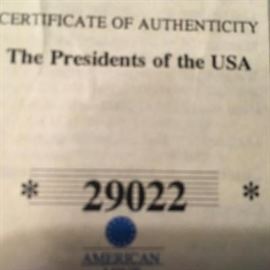 CERTIFICATE OF AUTHENTICITY
The Presidents of the USA
* 29022 *
AMERICAN